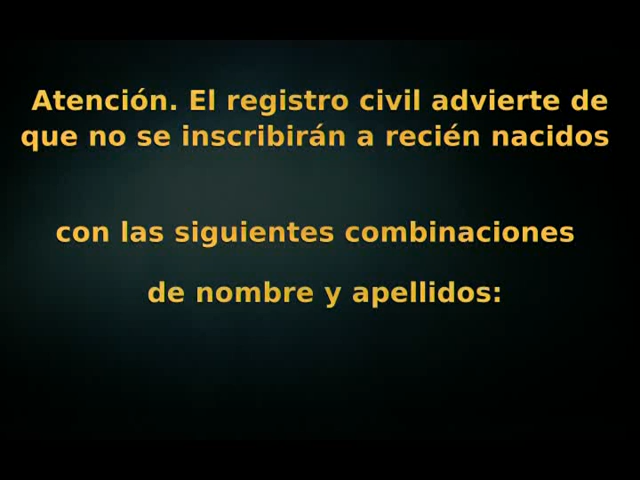 Atención. El registro civil advierte de
que no se inscribirán a recién nacidos
con las siguientes combinaciones
de nombre y apellidos: